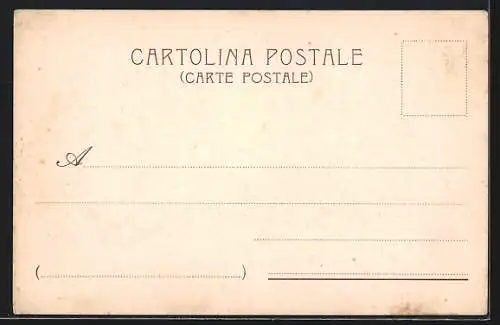 CARTOLINA POSTALE
(CARTE POSTALE)
A
( )